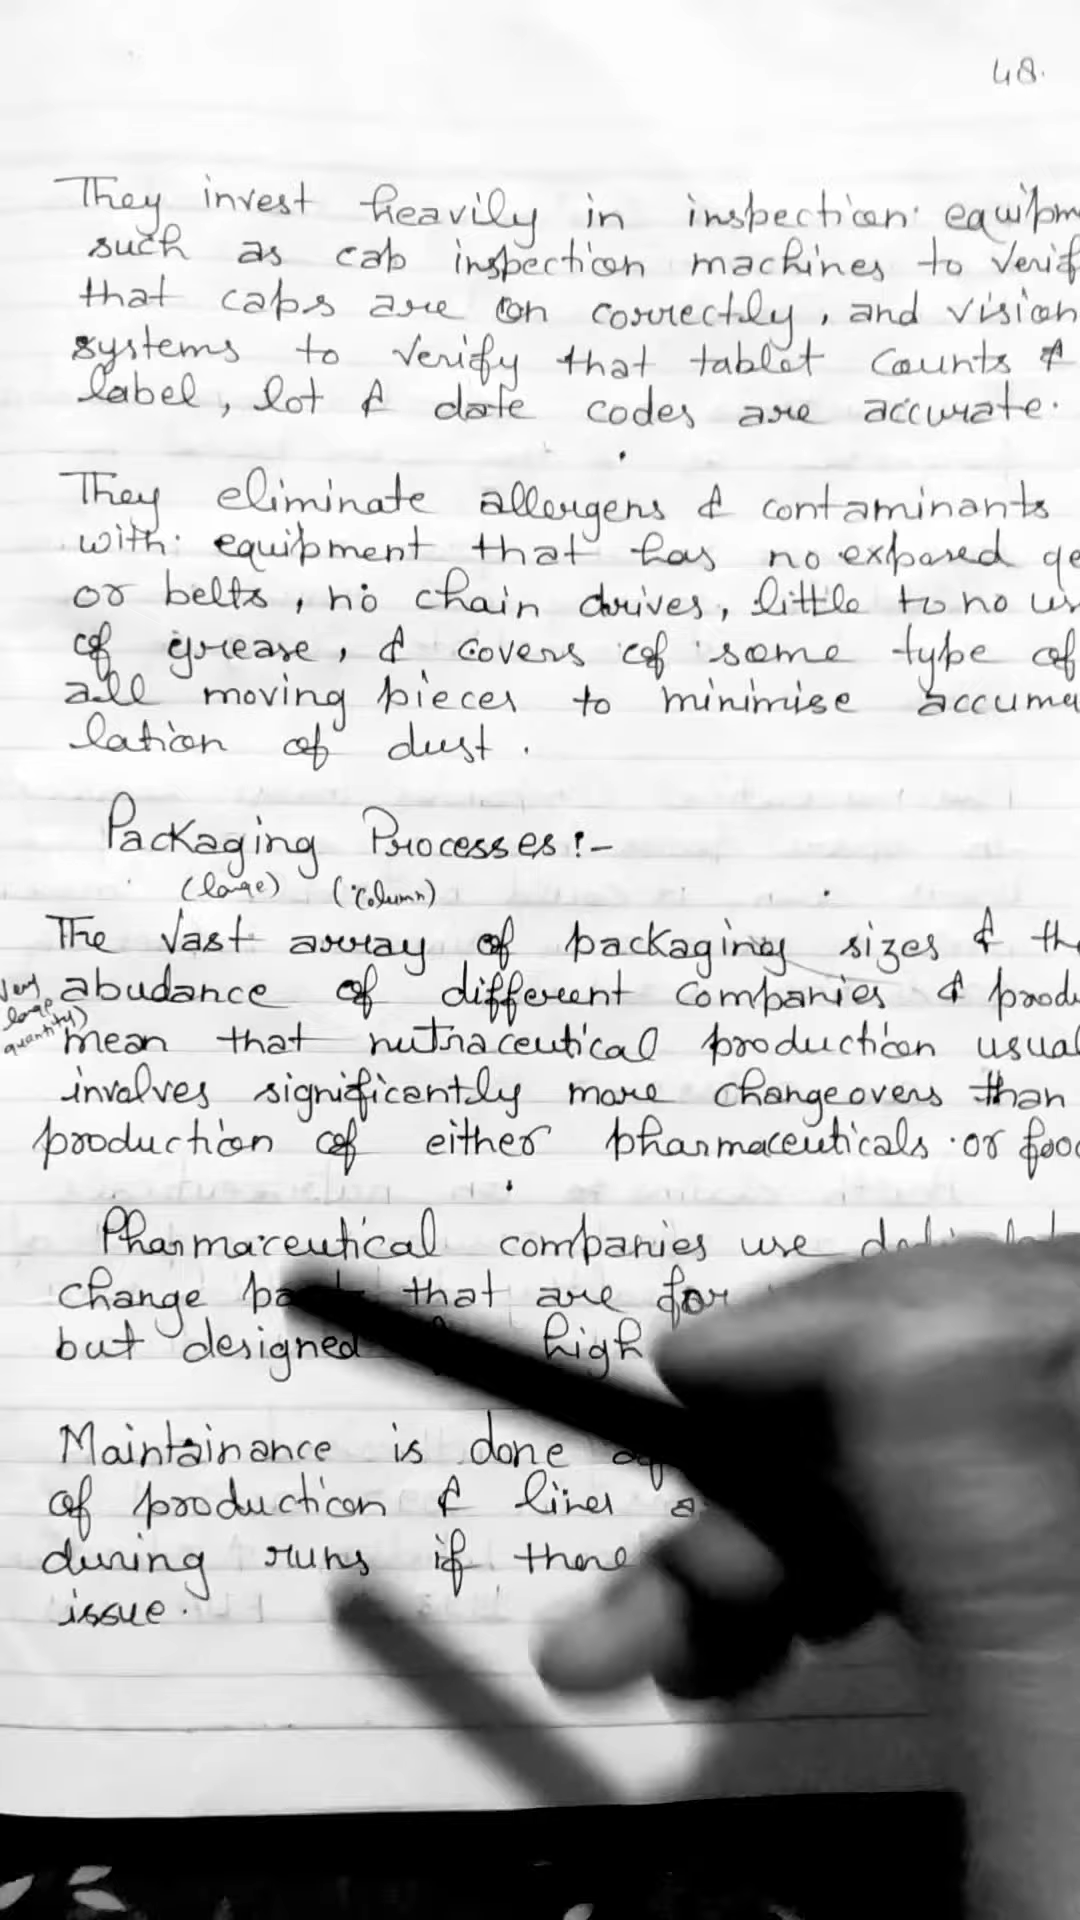 48.
They invest heavily in inspection equipm
such as cap inspection machines to verif
that caps are on correctly, and vision
systems to verify that tablet counts &
label, lot & date codes are accurate.
They eliminate allergens & contaminants
with equipment that has no exposed ge
or belts, no chain drives, little to no us
of grease, & covers of some type of
all moving pieces to minimise accumu
lation of dust.
Packaging Processes:-
(large) (column)
The vast array of packaging sizes & the
(very large quantity)
abudance of different companies & produ
mean that nutraceutical production usual
involves significantly more changeovers than
production of either pharmaceuticals or food
Pharmaceutical companies use
change that are for
but designed high
Maintainance is done
of production & lines
during runs if there
issue.